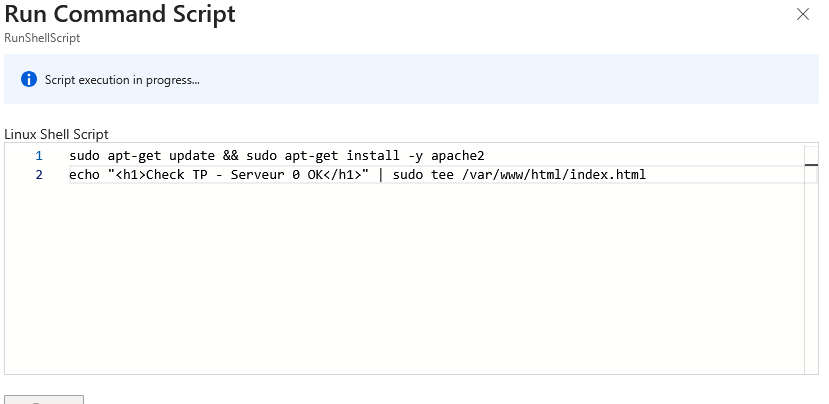 Run Command Script
RunShellScript
Script execution in progress...
Linux Shell Script
1 sudo apt-get update && sudo apt-get install -y apache2
2 echo "<h1>Check TP - Serveur 0 OK</h1>" | sudo tee /var/www/html/index.html